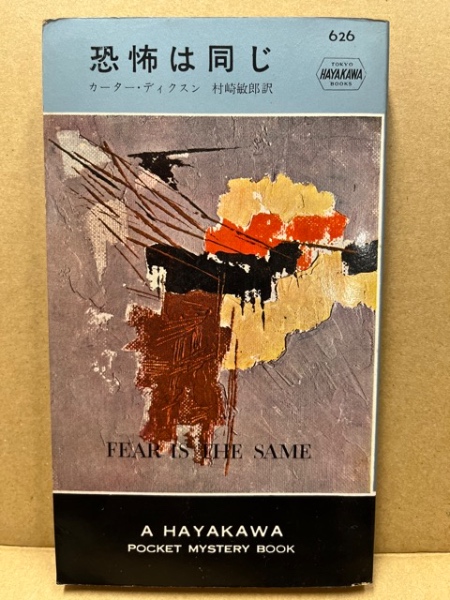 626
恐怖は同じ
TOKYO
HAYAKAWA
BOOKS
カーター・ディクスン 村崎敏郎訳
FEAR IS THE SAME
A HAYAKAWA
POCKET MYSTERY BOOK